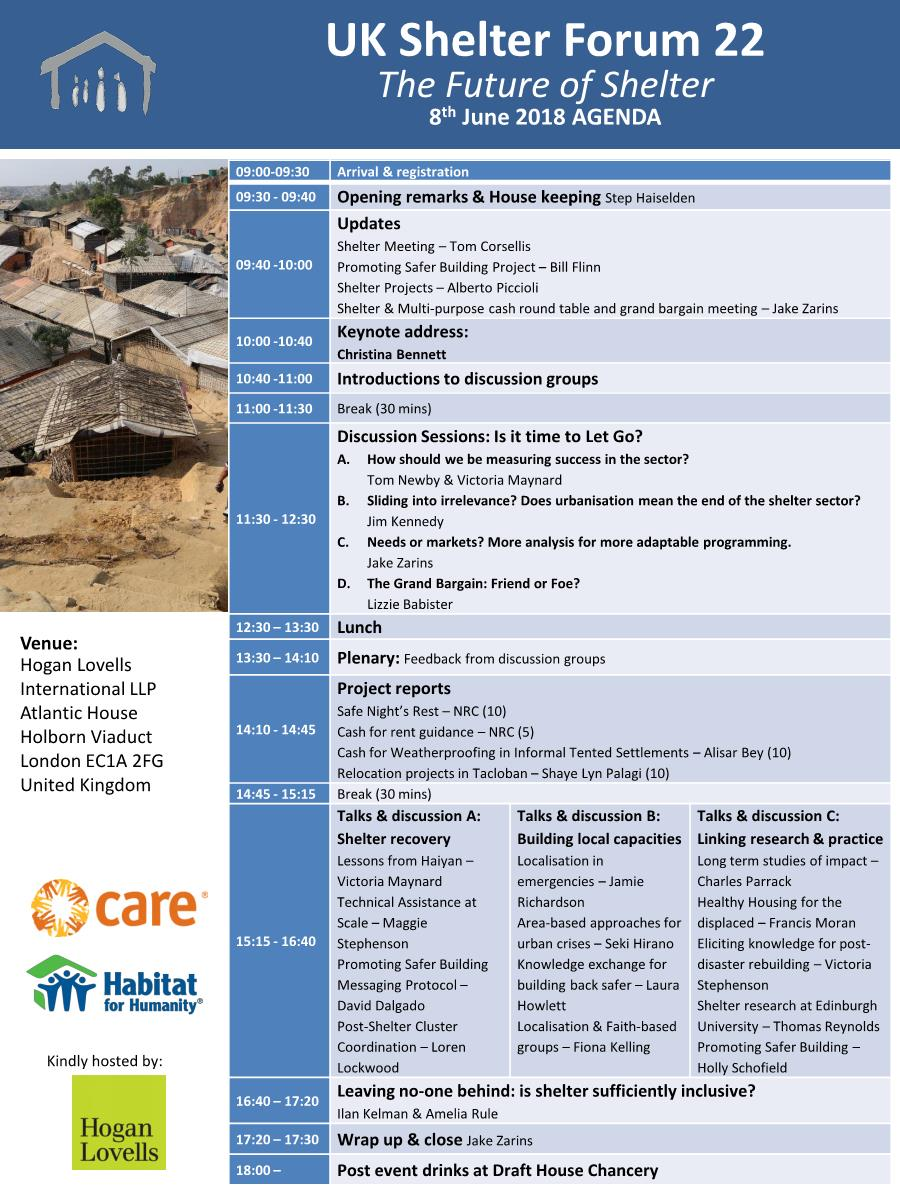 UK Shelter Forum 22
The Future of Shelter
8th June 2018 AGENDA
09:00-09:30 Arrival & registration
09:30 - 09:40 Opening remarks & House keeping Step Haiselden
09:40 -10:00
Updates
Shelter Meeting – Tom Corsellis
Promoting Safer Building Project – Bill Flinn
Shelter Projects – Alberto Piccioli
Shelter & Multi-purpose cash round table and grand bargain meeting – Jake Zarins
10:00 -10:40
Keynote address:
Christina Bennett
10:40 -11:00 Introductions to discussion groups
11:00 -11:30 Break (30 mins)
11:30 - 12:30
Discussion Sessions: Is it time to Let Go?
A. How should we be measuring success in the sector?
Tom Newby & Victoria Maynard
B. Sliding into irrelevance? Does urbanisation mean the end of the shelter sector?
Jim Kennedy
C. Needs or markets? More analysis for more adaptable programming.
Jake Zarins
D. The Grand Bargain: Friend or Foe?
Lizzie Babister
12:30 – 13:30 Lunch
13:30 – 14:10 Plenary: Feedback from discussion groups
14:10 - 14:45
Project reports
Safe Night's Rest – NRC (10)
Cash for rent guidance – NRC (5)
Cash for Weatherproofing in Informal Tented Settlements – Alisar Bey (10)
Relocation projects in Tacloban – Shaye Lyn Palagi (10)
14:45 - 15:15 Break (30 mins)
15:15 - 16:40
Talks & discussion A:
Shelter recovery
Lessons from Haiyan –
Victoria Maynard
Technical Assistance at
Scale – Maggie
Stephenson
Promoting Safer Building
Messaging Protocol –
David Dalgado
Post-Shelter Cluster
Coordination – Loren
Lockwood
Talks & discussion B:
Building local capacities
Localisation in
emergencies – Jamie
Richardson
Area-based approaches for
urban crises – Seki Hirano
Knowledge exchange for
building back safer – Laura
Howlett
Localisation & Faith-based
groups – Fiona Kelling
Talks & discussion C:
Linking research & practice
Long term studies of impact –
Charles Parrack
Healthy Housing for the
displaced – Francis Moran
Eliciting knowledge for post-
disaster rebuilding – Victoria
Stephenson
Shelter research at Edinburgh
University – Thomas Reynolds
Promoting Safer Building –
Holly Schofield
16:40 – 17:20
Leaving no-one behind: is shelter sufficiently inclusive?
Ilan Kelman & Amelia Rule
17:20 – 17:30 Wrap up & close Jake Zarins
18:00 – Post event drinks at Draft House Chancery
Venue:
Hogan Lovells
International LLP
Atlantic House
Holborn Viaduct
London EC1A 2FG
United Kingdom
care®
Habitat
for Humanity®
Kindly hosted by:
Hogan
Lovells